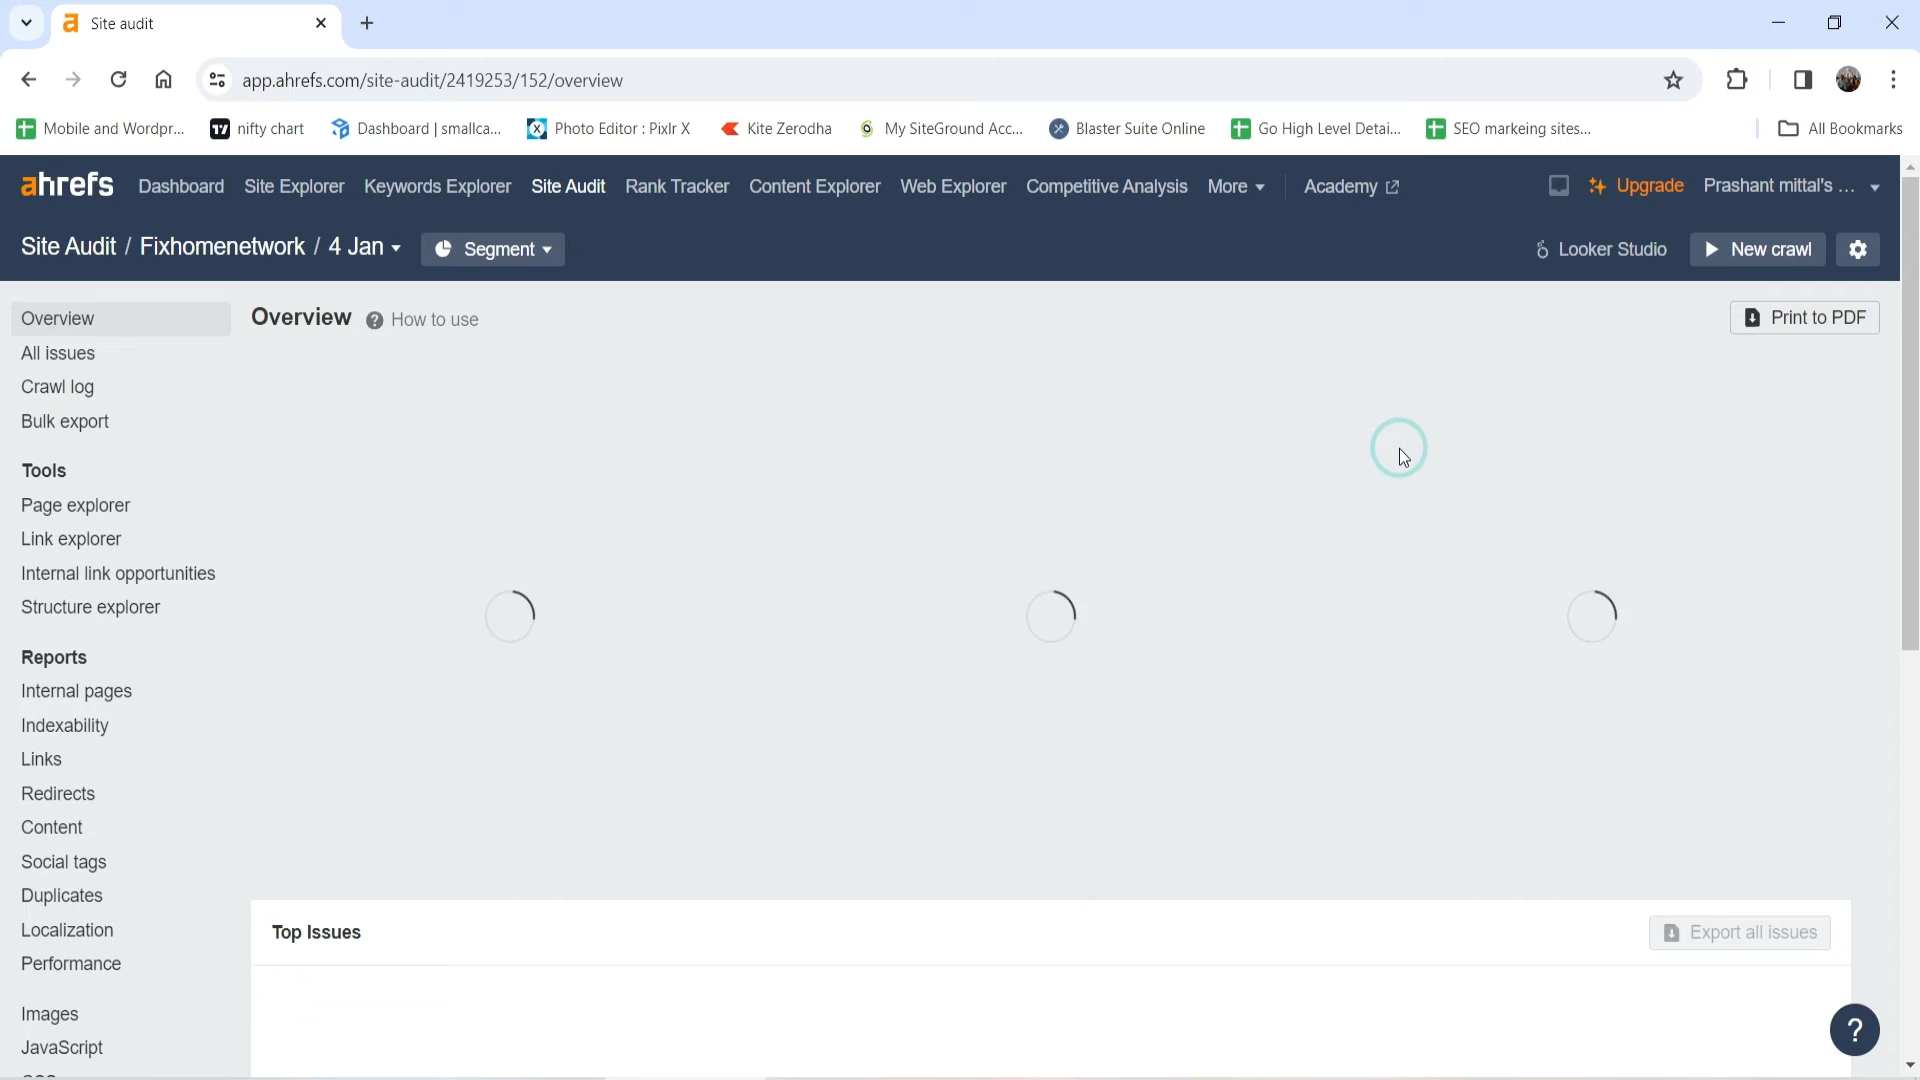 Site audit
app.ahrefs.com/site-audit/2419253/152/overview
Mobile and Wordpr... nifty chart Dashboard | smallca... Photo Editor : Pixlr X Kite Zerodha My SiteGround Acc... Blaster Suite Online Go High Level Detai... SEO markeing sites... All Bookmarks
ahrefs Dashboard Site Explorer Keywords Explorer Site Audit Rank Tracker Content Explorer Web Explorer Competitive Analysis More Academy Upgrade Prashant mittal's ...
Site Audit / Fixhomenetwork / 4 Jan Segment Looker Studio New crawl
Overview
All issues
Crawl log
Bulk export
Tools
Page explorer
Link explorer
Internal link opportunities
Structure explorer
Reports
Internal pages
Indexability
Links
Redirects
Content
Social tags
Duplicates
Localization
Performance
Images
JavaScript
Overview ? How to use Print to PDF
Top Issues Export all issues
?